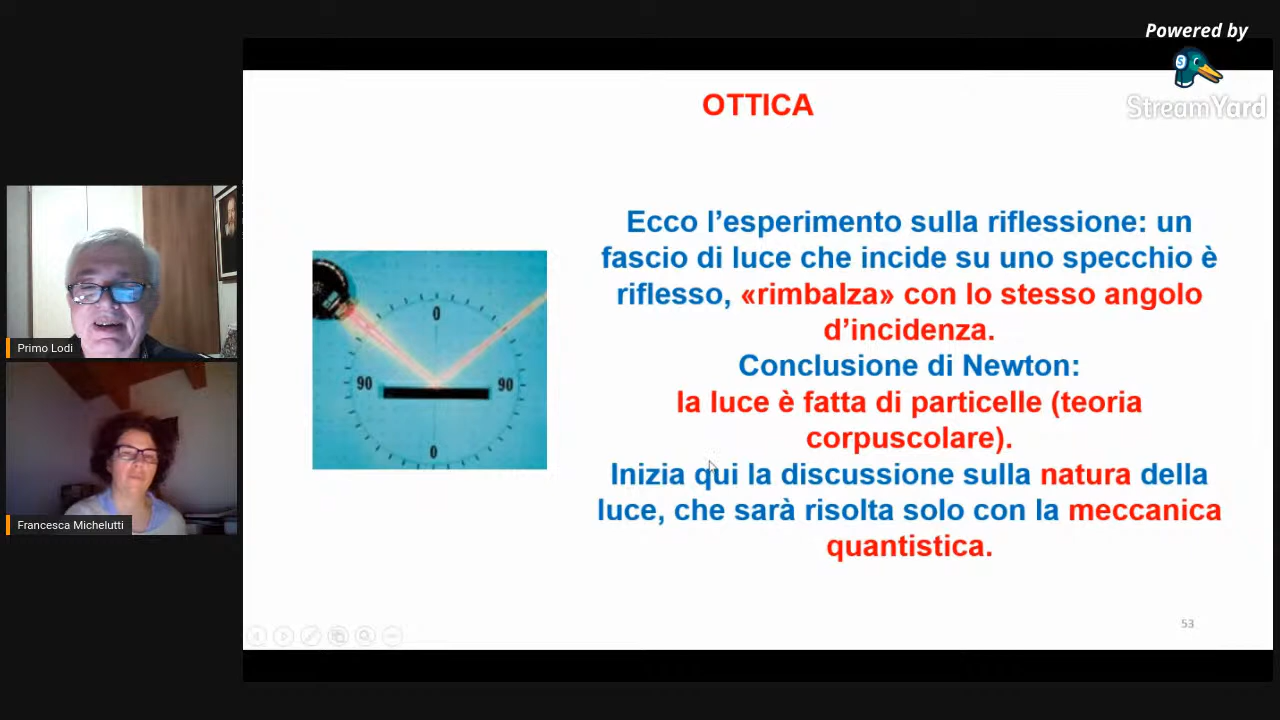 Powered by
StreamYard
OTTICA
Ecco l’esperimento sulla riflessione: un
fascio di luce che incide su uno specchio è
riflesso, «rimbalza» con lo stesso angolo
d’incidenza.
Conclusione di Newton:
la luce è fatta di particelle (teoria
corpuscolare).
Inizia qui la discussione sulla natura della
luce, che sarà risolta solo con la meccanica
quantistica.
0
90
90
0
53
Primo Lodi
Francesca Michelutti